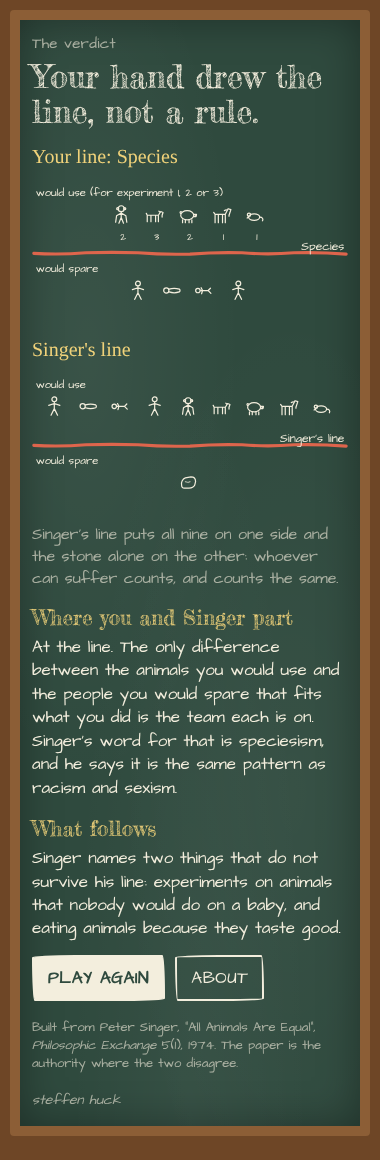 The verdict
Your hand drew the
line, not a rule.
Your line: Species
would use (for experiment 1, 2 or 3)
2 3 2 1 1
Species
would spare
Singer's line
would use
Singer's line
would spare
Singer's line puts all nine on one side and
the stone alone on the other: whoever
can suffer counts, and counts the same.
Where you and Singer part
At the line. The only difference
between the animals you would use and
the people you would spare that fits
what you did is the team each is on.
Singer's word for that is speciesism,
and he says it is the same pattern as
racism and sexism.
What follows
Singer names two things that do not
survive his line: experiments on animals
that nobody would do on a baby, and
eating animals because they taste good.
PLAY AGAIN ABOUT
Built from Peter Singer, "All Animals Are Equal",
Philosophic Exchange 5(1), 1974. The paper is the
authority where the two disagree.
steffen huck